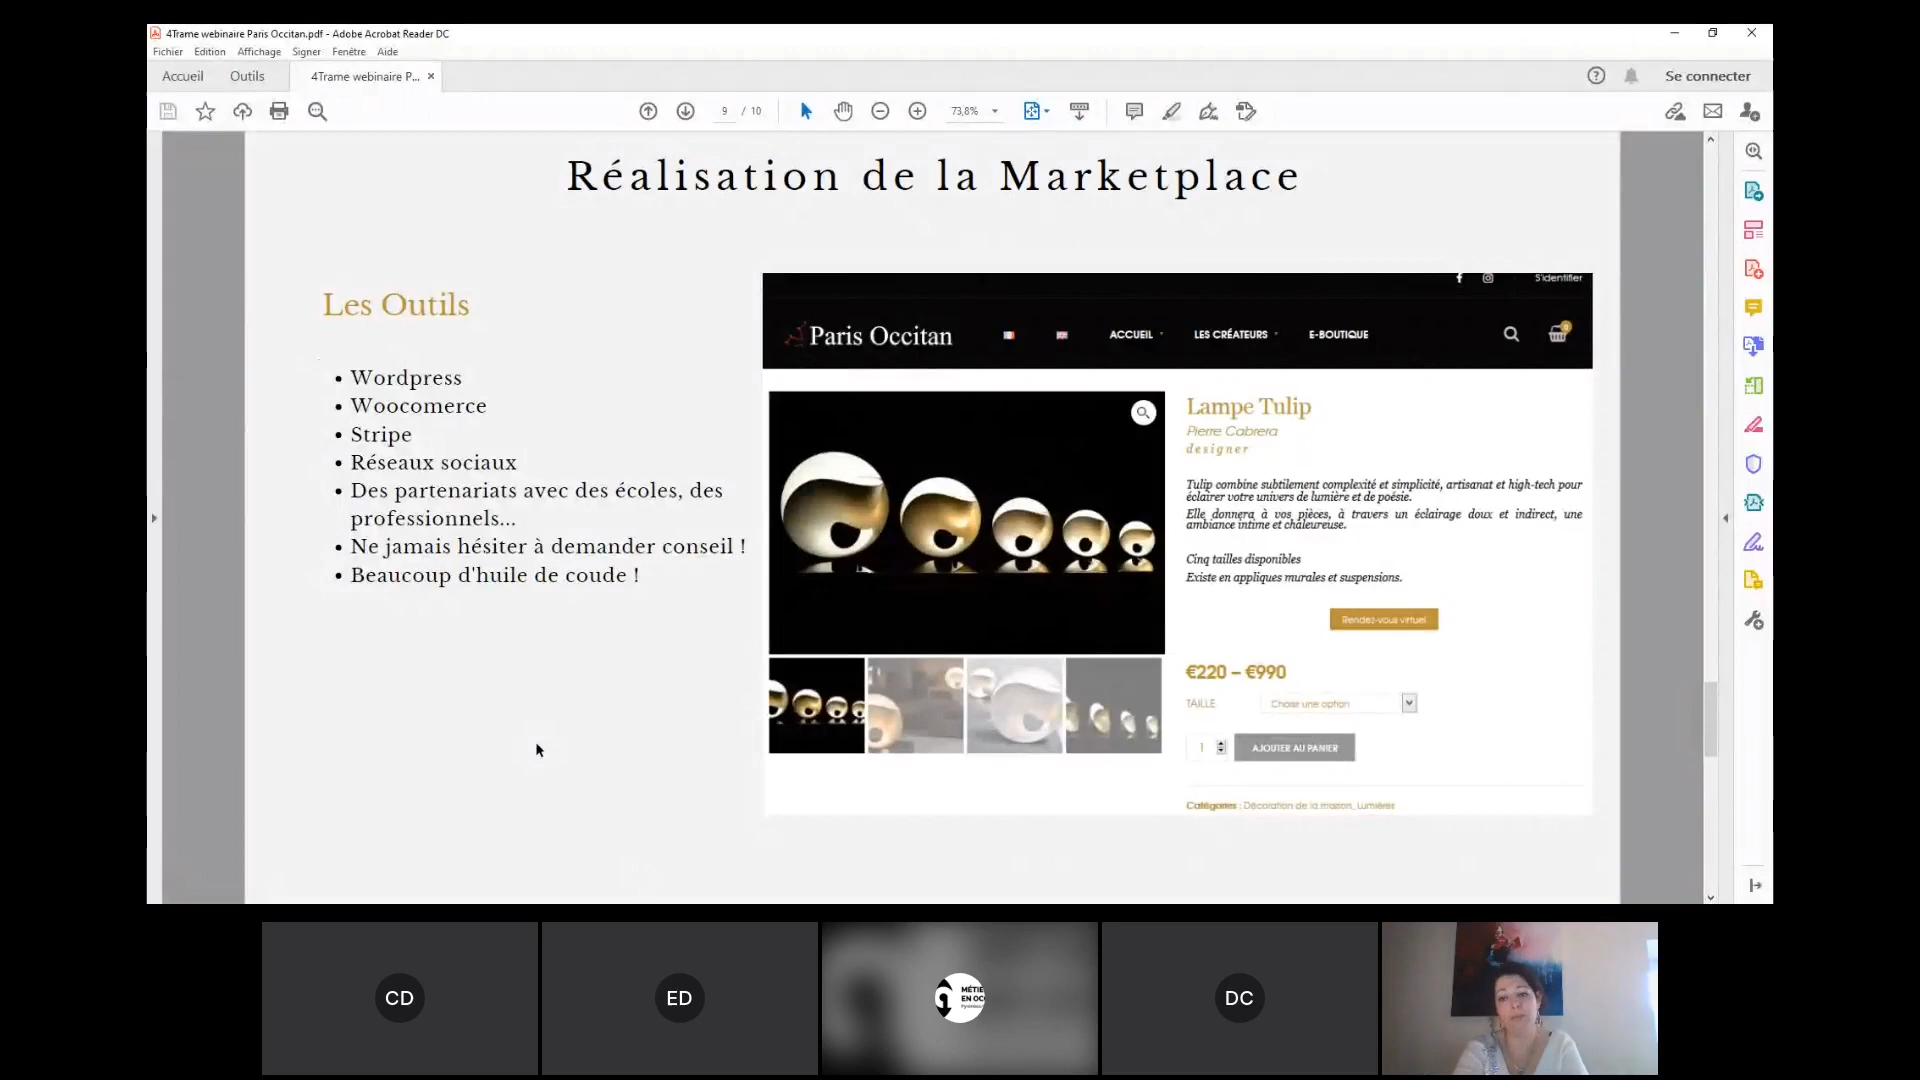 4Trame webinaire Paris Occitan.pdf - Adobe Acrobat Reader DC
Fichier Edition Affichage Signer Fenêtre Aide
Accueil Outils 4Trame webinaire P... × Se connecter
9 / 10 73,8%
Réalisation de la Marketplace
Les Outils
• Wordpress
• Woocomerce
• Stripe
• Réseaux sociaux
• Des partenariats avec des écoles, des
professionnels...
• Ne jamais hésiter à demander conseil !
• Beaucoup d'huile de coude !
S'identifier
Paris Occitan ACCUEIL LES CRÉATEURS E-BOUTIQUE 0
Lampe Tulip
Pierre Cabrera
designer
Tulip combine subtilement complexité et simplicité, artisanat et high-tech pour
éclairer votre univers de lumière et de poésie.
Elle donnera à vos pièces, à travers un éclairage doux et indirect, une
ambiance intime et chaleureuse.
Cinq tailles disponibles
Existe en appliques murales et suspensions.
Rendez-vous virtuel
€220 – €990
TAILLE Choisir une option
1 AJOUTER AU PANIER
Catégories : Décoration de la maison, Lumières
CD
ED
MÉTIE
EN OC
DC